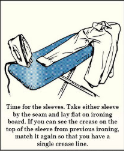 Time for the sleeves. Take either sleeve
by the seam and lay flat on ironing
board. If you can see the crease on the
top of the sleeve from previous ironing,
match it again so that you have a
single crease line.